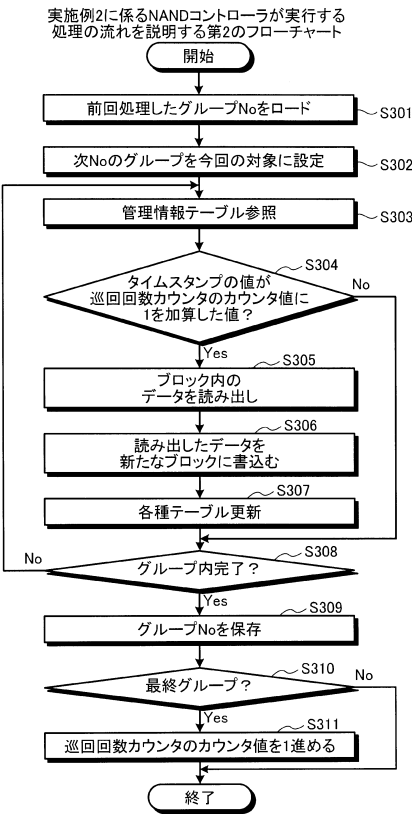 実施例2に係るNANDコントローラが実行する
処理の流れを説明する第2のフローチャート
開始
前回処理したグループNoをロード
S301
次Noのグループを今回の対象に設定
S302
管理情報テーブル参照
S303
S304
タイムスタンプの値が
巡回回数カウンタのカウンタ値に
1を加算した値?
No
Yes
S305
ブロック内の
データを読み出し
S306
読み出したデータを
新たなブロックに書込む
S307
各種テーブル更新
S308
グループ内完了?
No
Yes
S309
グループNoを保存
S310
最終グループ?
No
Yes
S311
巡回回数カウンタのカウンタ値を1進める
終了